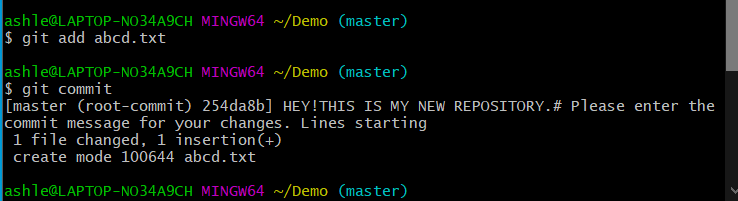 ashle@LAPTOP-NO34A9CH MINGW64 ~/Demo (master)
$ git add abcd.txt
ashle@LAPTOP-NO34A9CH MINGW64 ~/Demo (master)
$ git commit
[master (root-commit) 254da8b] HEY!THIS IS MY NEW REPOSITORY.# Please enter the
commit message for your changes. Lines starting
 1 file changed, 1 insertion(+)
 create mode 100644 abcd.txt
ashle@LAPTOP-NO34A9CH MINGW64 ~/Demo (master)